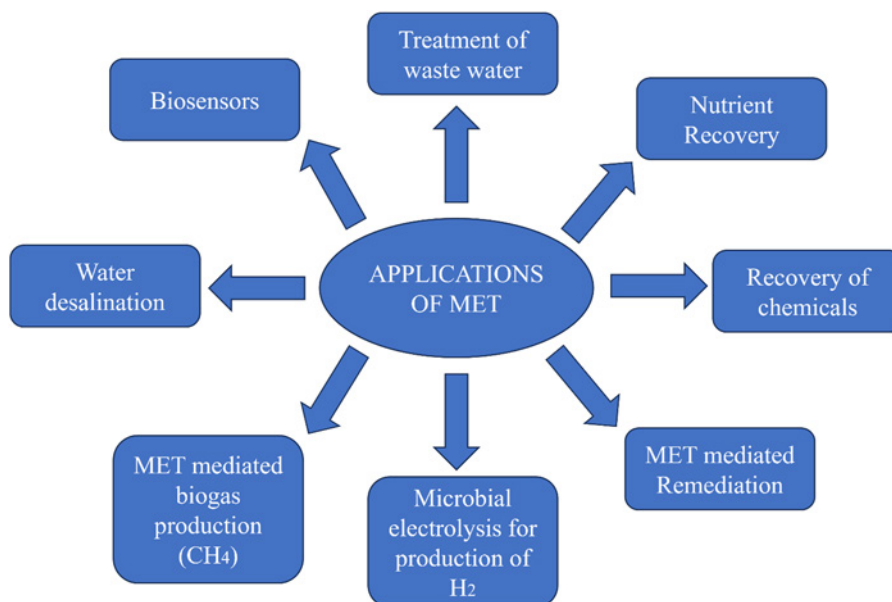 Treatment of
waste water
Biosensors
Nutrient
Recovery
Water
desalination
APPLICATIONS
OF MET
Recovery of
chemicals
MET mediated
biogas
production
(CH₄)
Microbial
electrolysis for
production of
H₂
MET mediated
Remediation